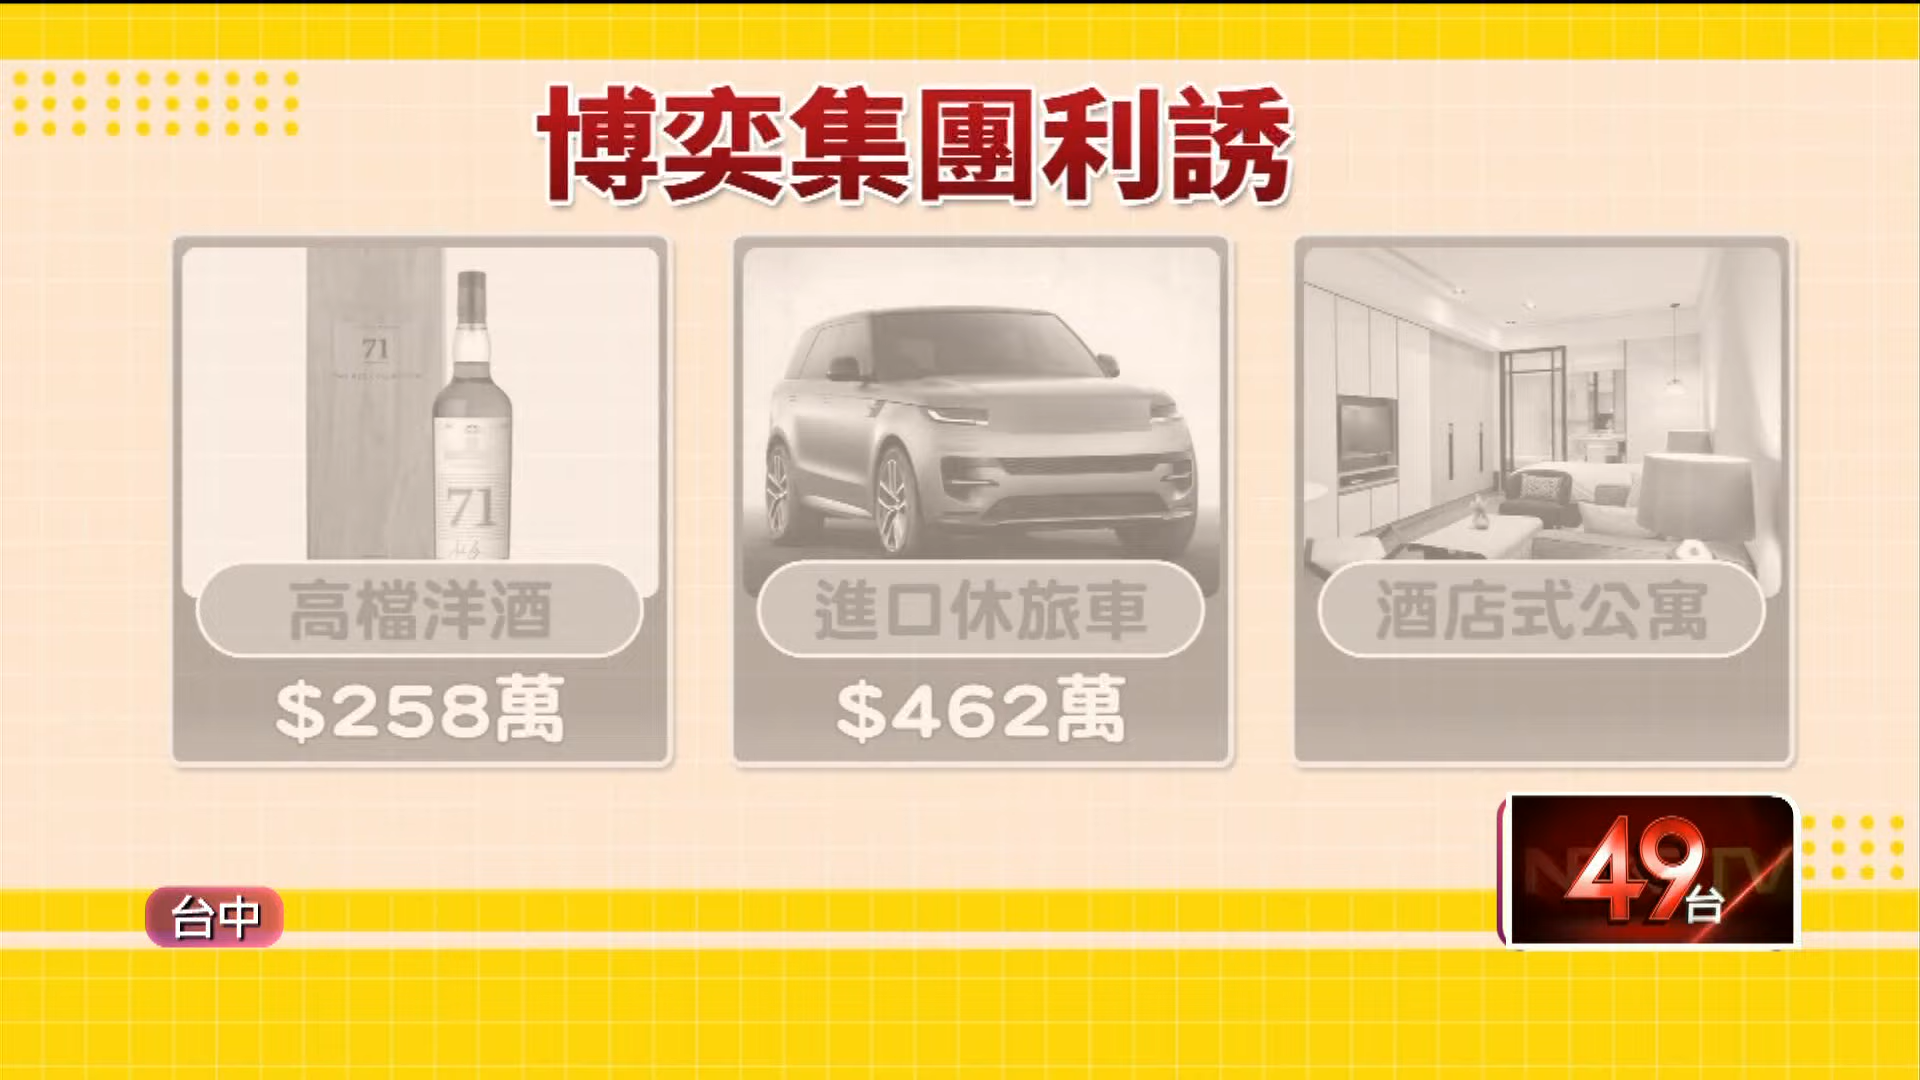 博奕集團利誘
71
71
高檔洋酒
$258萬
進口休旅車
$462萬
酒店式公寓
台中
49台